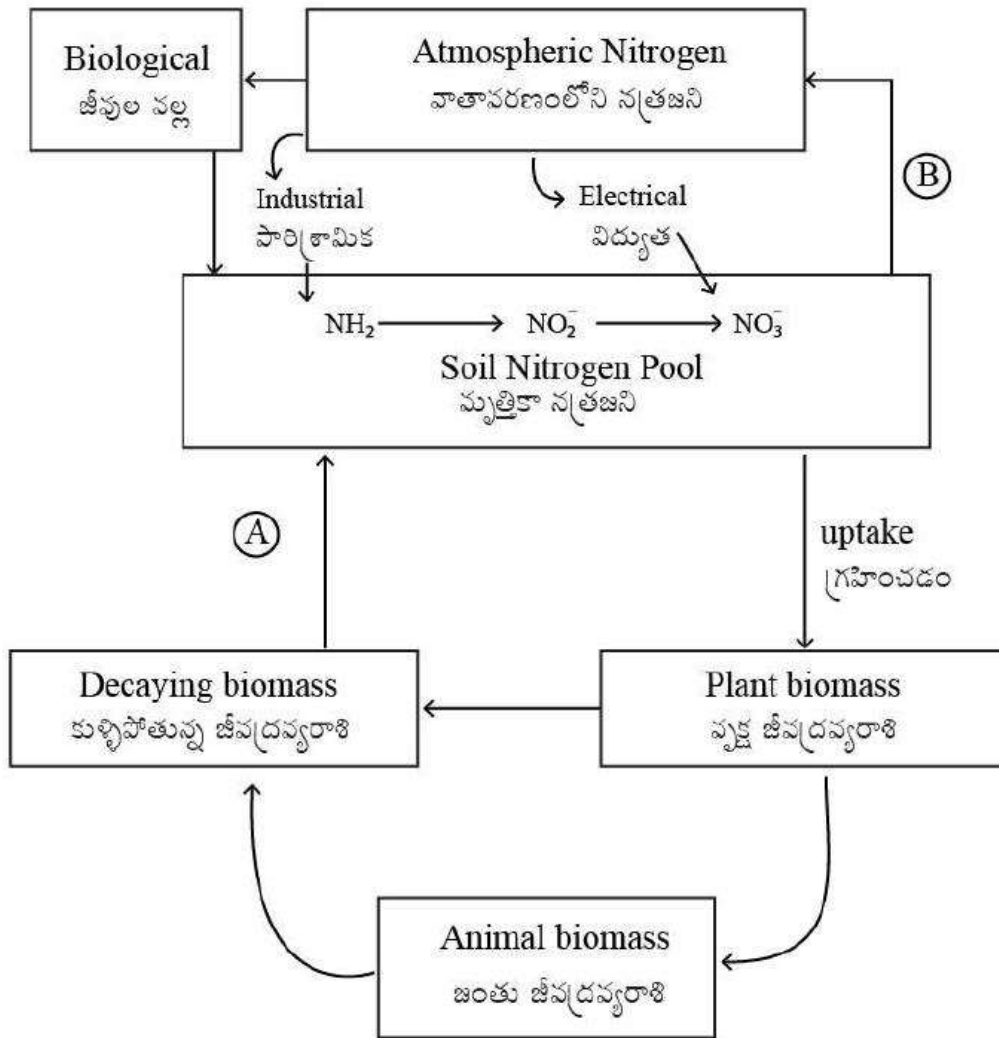 Biological
జీవుల వల్ల
Atmospheric Nitrogen
వాతావరణంలోని నత్రజని
B
Industrial
పారిశ్రామిక
Electrical
విద్యుత
NH₂ NO₂⁻ NO₃⁻
Soil Nitrogen Pool
మృత్తికా నత్రజని
A
uptake
గ్రహించడం
Decaying biomass
కుళ్ళిపోతున్న జీవద్రవ్యరాశి
Plant biomass
వృక్ష జీవద్రవ్యరాశి
Animal biomass
జంతు జీవద్రవ్యరాశి